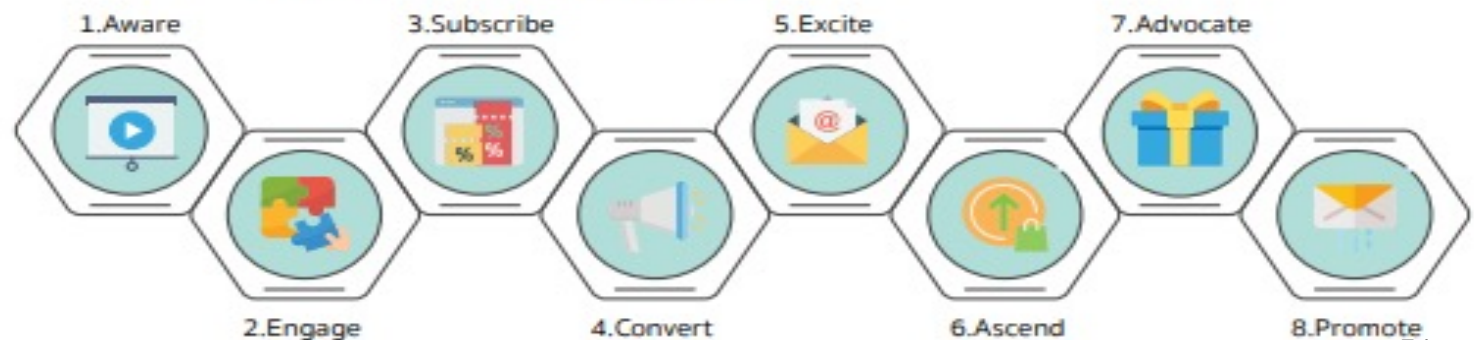 1.Aware
3.Subscribe
5.Excite
7.Advocate
%
%
%
@
2.Engage
4.Convert
6.Ascend
8.Promote